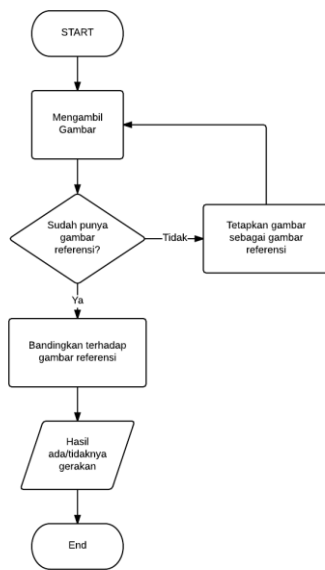 START
Mengambil
Gambar
Sudah punya
gambar
referensi?
Tidak
Tetapkan gambar
sebagai gambar
referensi
Ya
Bandingkan terhadap
gambar referensi
Hasil
ada/tidaknya
gerakan
End